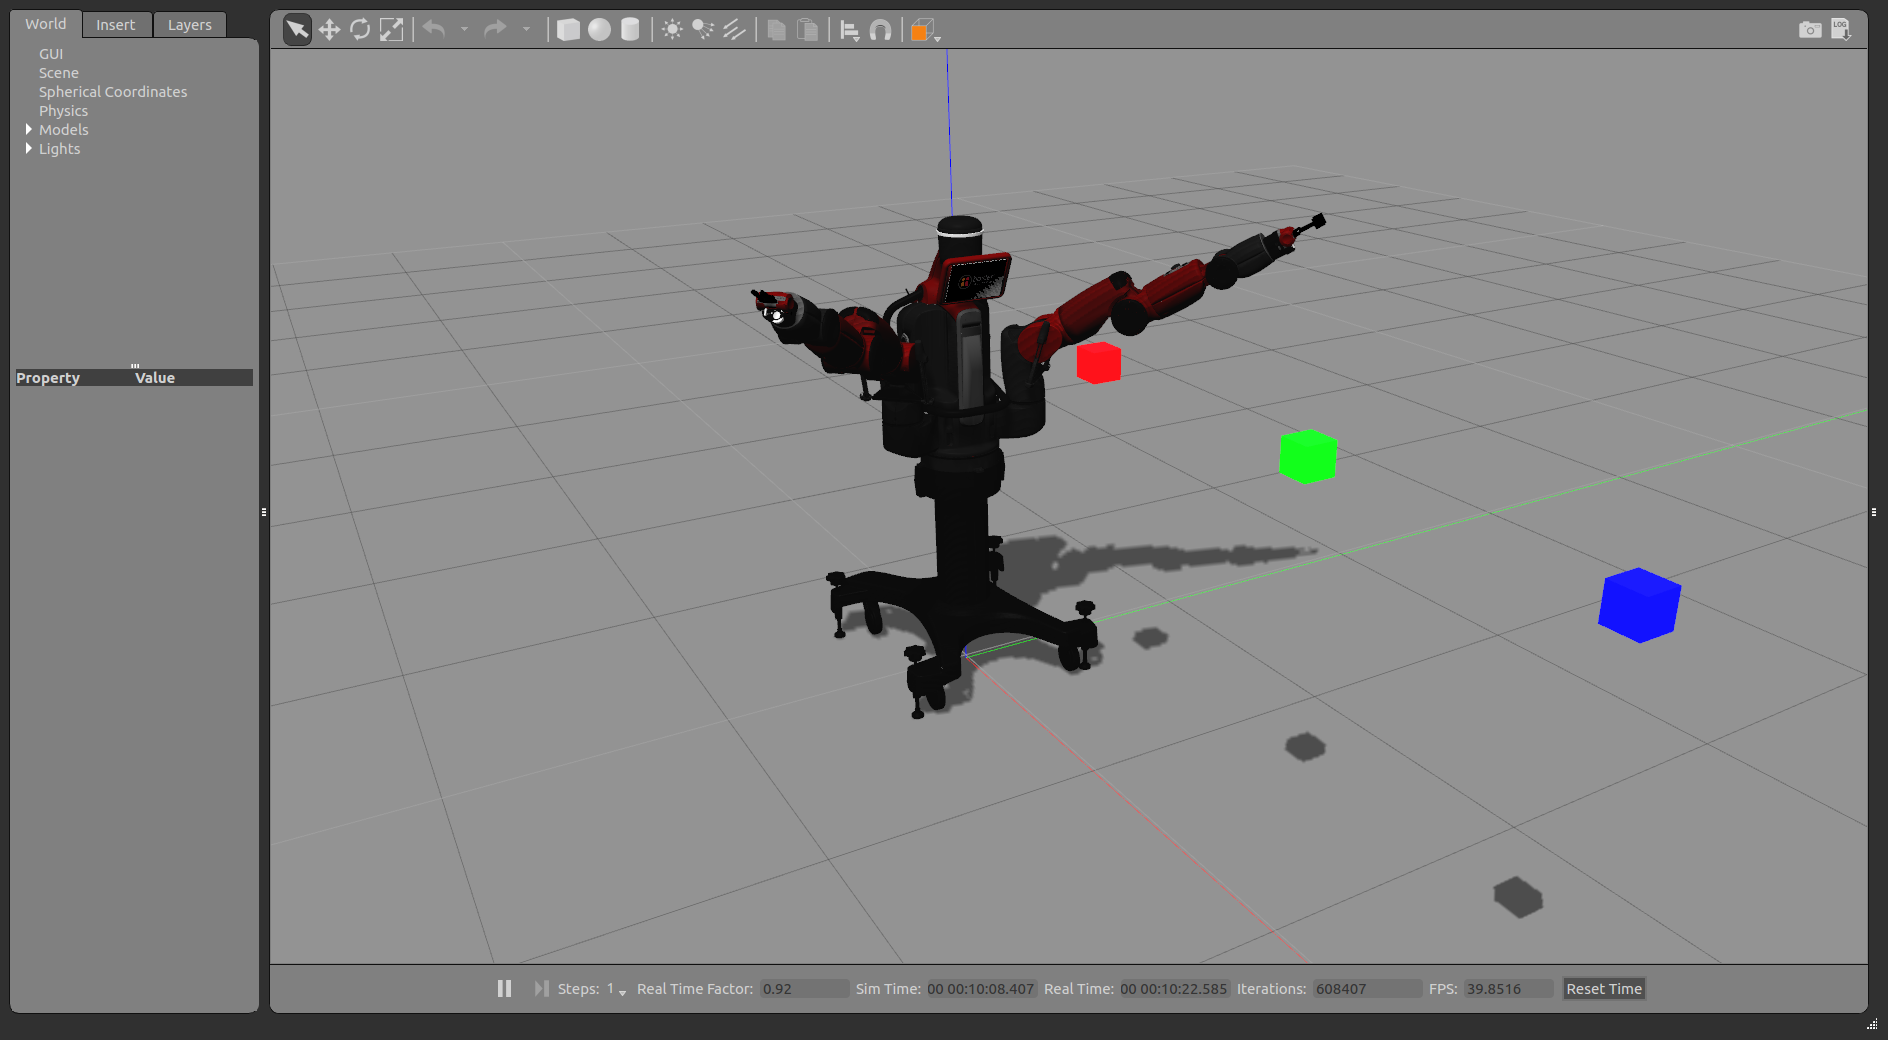 World Insert Layers
GUI
Scene
Spherical Coordinates
Physics
Models
Lights
Property Value
LOG
Steps: 1 Real Time Factor: 0.92 Sim Time: 00 00:10:08.407 Real Time: 00 00:10:22.585 Iterations: 608407 FPS: 39.8516 Reset Time